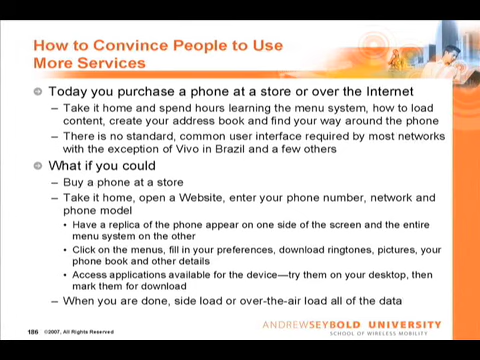 How to Convince People to Use
More Services
Today you purchase a phone at a store or over the Internet
– Take it home and spend hours learning the menu system, how to load
content, create your address book and find your way around the phone
– There is no standard, common user interface required by most networks
with the exception of Vivo in Brazil and a few others
What if you could
– Buy a phone at a store
– Take it home, open a Website, enter your phone number, network and
phone model
• Have a replica of the phone appear on one side of the screen and the entire
menu system on the other
• Click on the menus, fill in your preferences, download ringtones, pictures, your
phone book and other details
• Access applications available for the device—try them on your desktop, then
mark them for download
– When you are done, side load or over-the-air load all of the data
186 ©2007, All Rights Reserved
ANDREWSEYBOLD UNIVERSITY
SCHOOL OF WIRELESS MOBILITY